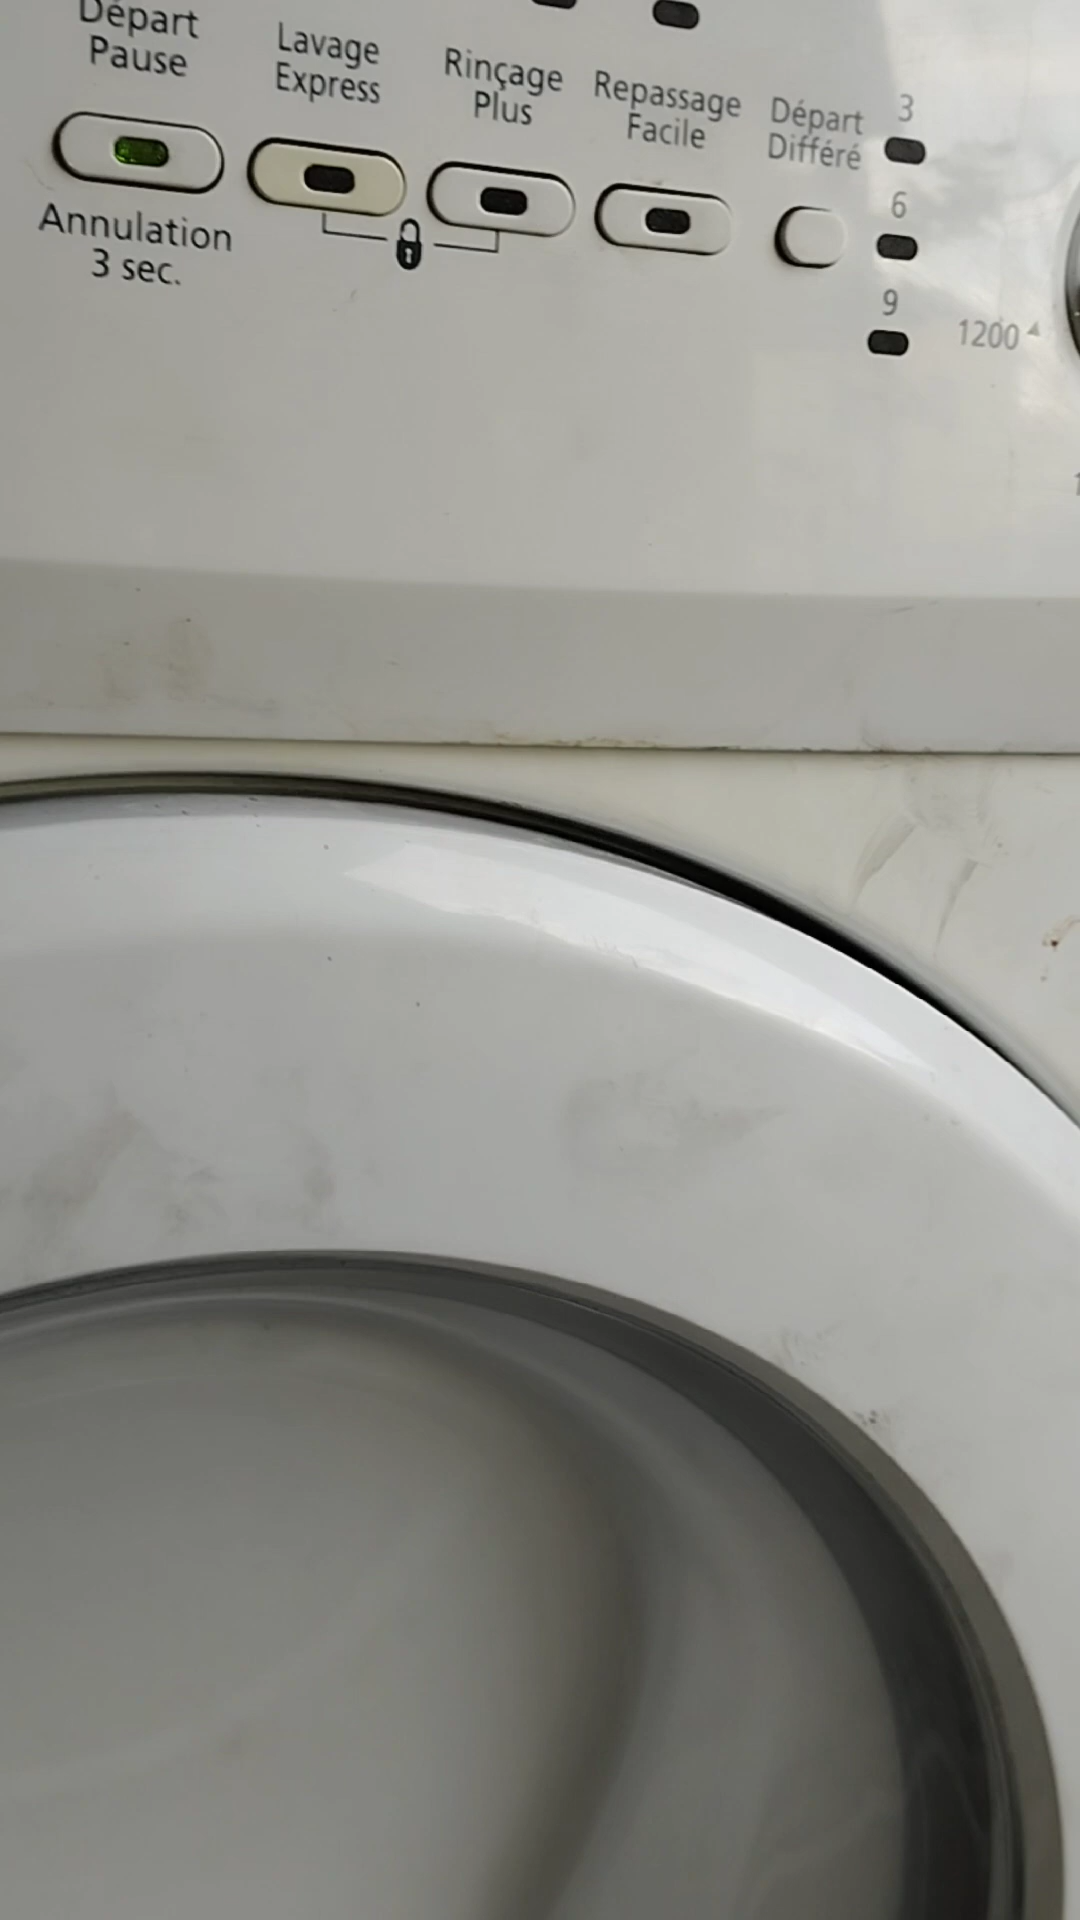 Départ
Pause
Lavage
Express
Rinçage
Plus
Repassage
Facile
Départ
Différé
3
6
9
Annulation
3 sec.
1200